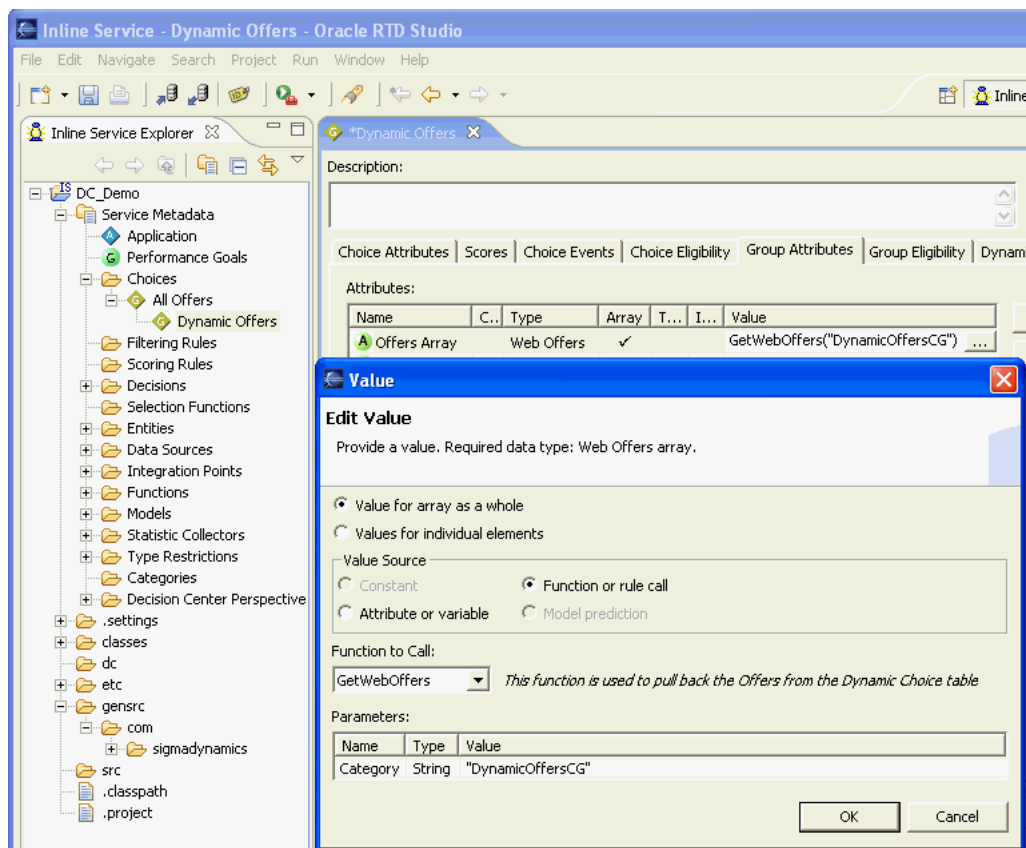 Inline Service - Dynamic Offers - Oracle RTD Studio
File Edit Navigate Search Project Run Window Help
Inline
Inline Service Explorer
*Dynamic Offers
Description:
DC_Demo
Service Metadata
Application
Performance Goals
Choices
All Offers
Dynamic Offers
Filtering Rules
Scoring Rules
Decisions
Selection Functions
Entities
Data Sources
Integration Points
Functions
Models
Statistic Collectors
Type Restrictions
Categories
Decision Center Perspective
.settings
classes
dc
etc
gensrc
com
sigmadynamics
src
.classpath
.project
Choice Attributes Scores Choice Events Choice Eligibility Group Attributes Group Eligibility Dynam
Attributes:
Name C... Type Array T... I... Value
Offers Array Web Offers GetWebOffers("DynamicOffersCG") ...
Value
Edit Value
Provide a value. Required data type: Web Offers array.
Value for array as a whole
Values for individual elements
Value Source
Constant Function or rule call
Attribute or variable Model prediction
Function to Call:
GetWebOffers This function is used to pull back the Offers from the Dynamic Choice table
Parameters:
Name Type Value
Category String "DynamicOffersCG"
OK Cancel